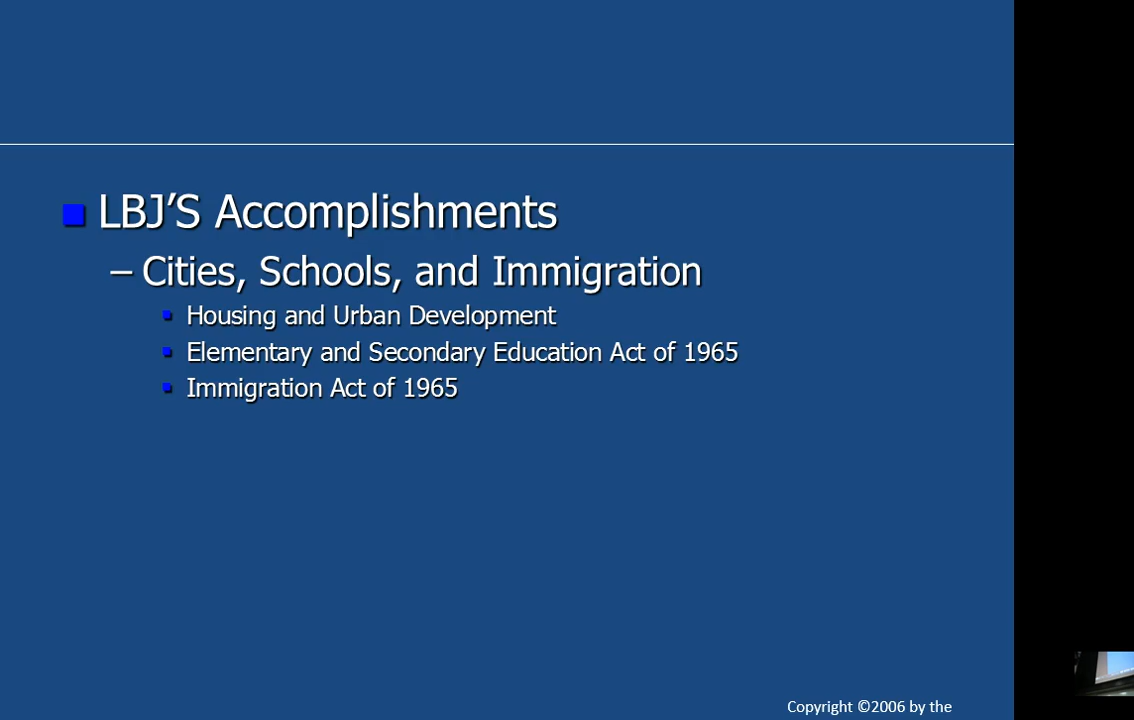 LBJ’S Accomplishments
– Cities, Schools, and Immigration
Housing and Urban Development
Elementary and Secondary Education Act of 1965
Immigration Act of 1965
Copyright ©2006 by the